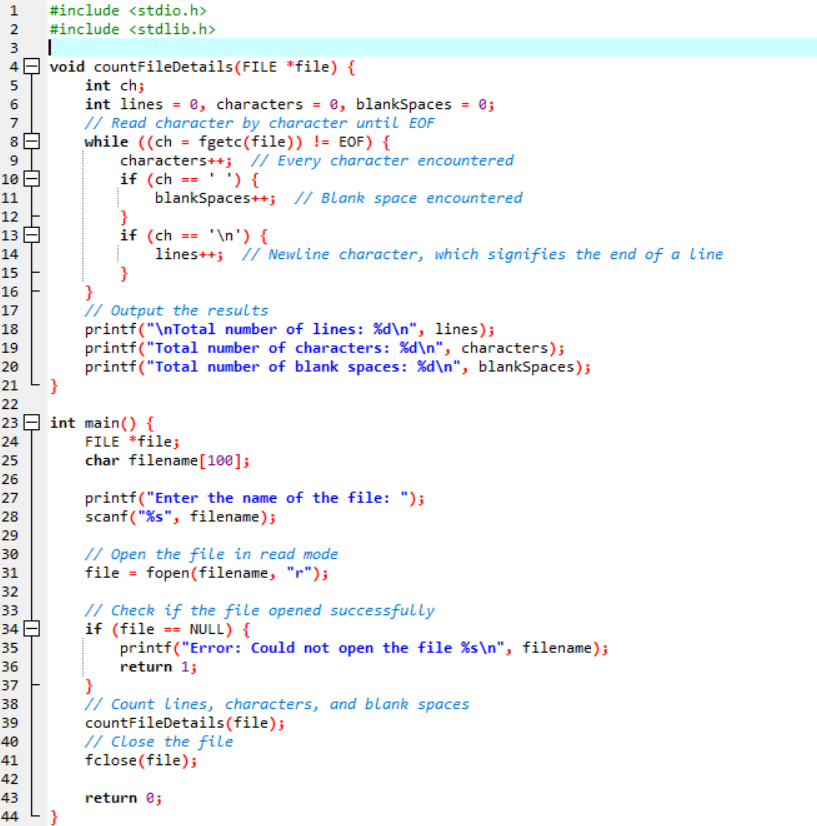 1 #include <stdio.h>
2 #include <stdlib.h>
3
4 void countFileDetails(FILE *file) {
5     int ch;
6     int lines = 0, characters = 0, blankSpaces = 0;
7     // Read character by character until EOF
8     while ((ch = fgetc(file)) != EOF) {
9         characters++;  // Every character encountered
10         if (ch == ' ') {
11             blankSpaces++;  // Blank space encountered
12         }
13         if (ch == '\n') {
14             lines++;  // Newline character, which signifies the end of a line
15         }
16     }
17     // Output the results
18     printf("\nTotal number of lines: %d\n", lines);
19     printf("Total number of characters: %d\n", characters);
20     printf("Total number of blank spaces: %d\n", blankSpaces);
21 }
22
23 int main() {
24     FILE *file;
25     char filename[100];
26
27     printf("Enter the name of the file: ");
28     scanf("%s", filename);
29
30     // Open the file in read mode
31     file = fopen(filename, "r");
32
33     // Check if the file opened successfully
34     if (file == NULL) {
35         printf("Error: Could not open the file %s\n", filename);
36         return 1;
37     }
38     // Count lines, characters, and blank spaces
39     countFileDetails(file);
40     // Close the file
41     fclose(file);
42
43     return 0;
44 }